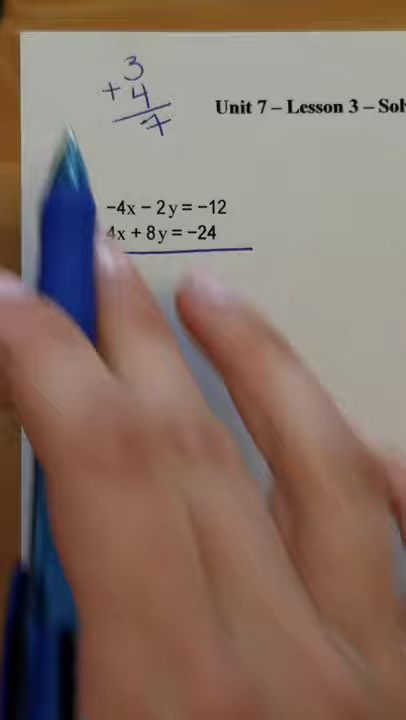 3
+ 4
7
Unit 7 – Lesson 3 – Sol
-4x - 2y = -12
4x + 8y = -24